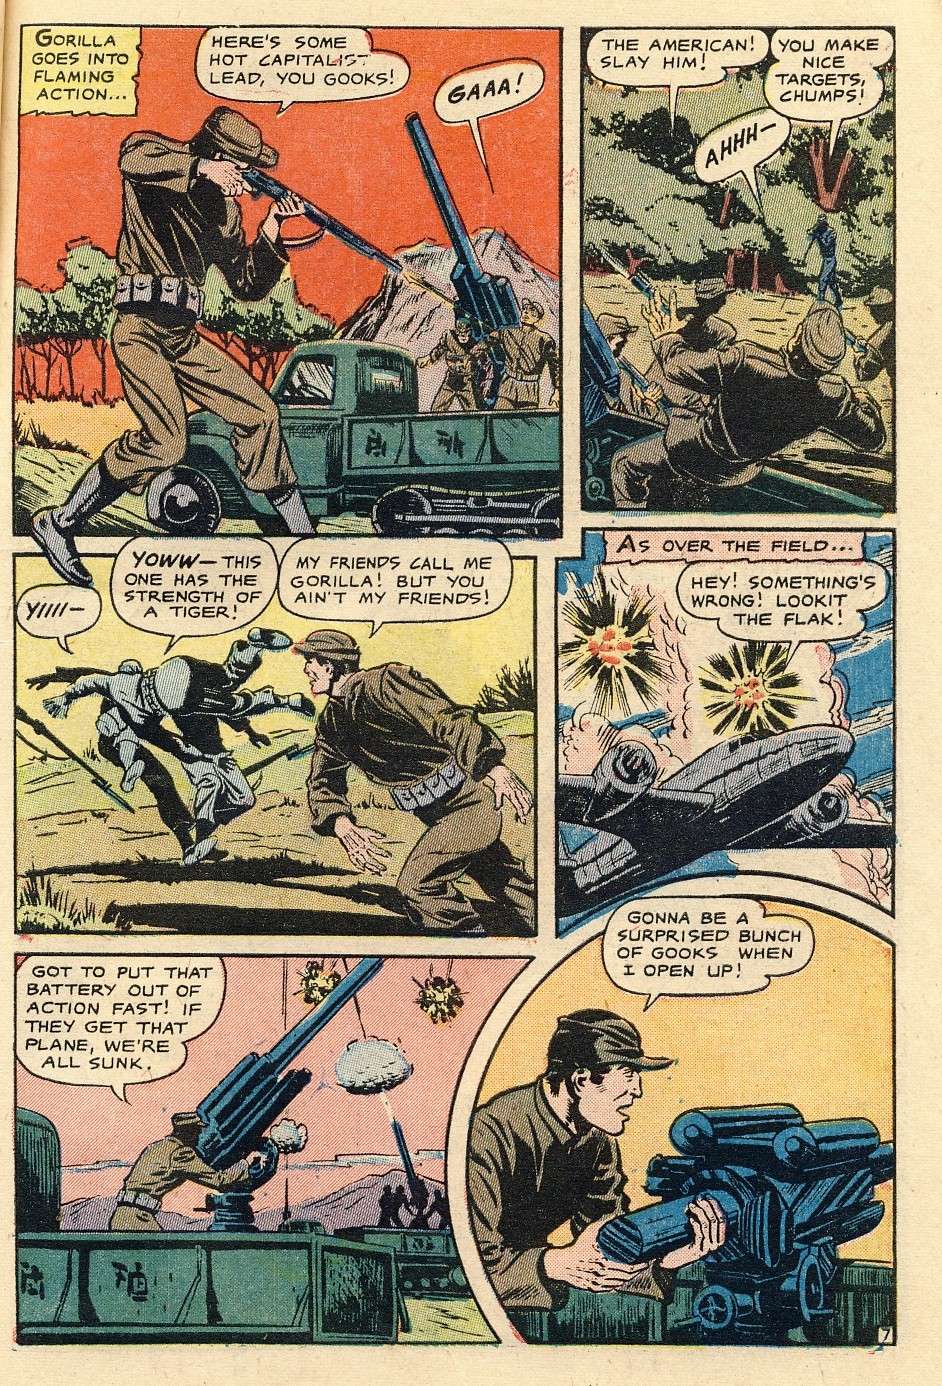 GORILLA
GOES INTO
FLAMING
ACTION...
HERE'S SOME
HOT CAPITALIST
LEAD, YOU GOOKS!
GAAA!
THE AMERICAN!
SLAY HIM!
AHHH—
YOU MAKE
NICE
TARGETS,
CHUMPS!
YIIII—
YOWW— THIS
ONE HAS THE
STRENGTH OF
A TIGER!
MY FRIENDS CALL ME
GORILLA! BUT YOU
AIN'T MY FRIENDS!
AS OVER THE FIELD...
HEY! SOMETHING'S
WRONG! LOOKIT
THE FLAK!
GOT TO PUT THAT
BATTERY OUT OF
ACTION FAST! IF
THEY GET THAT
PLANE, WE'RE
ALL SUNK.
GONNA BE A
SURPRISED BUNCH
OF GOOKS WHEN
I OPEN UP!
7